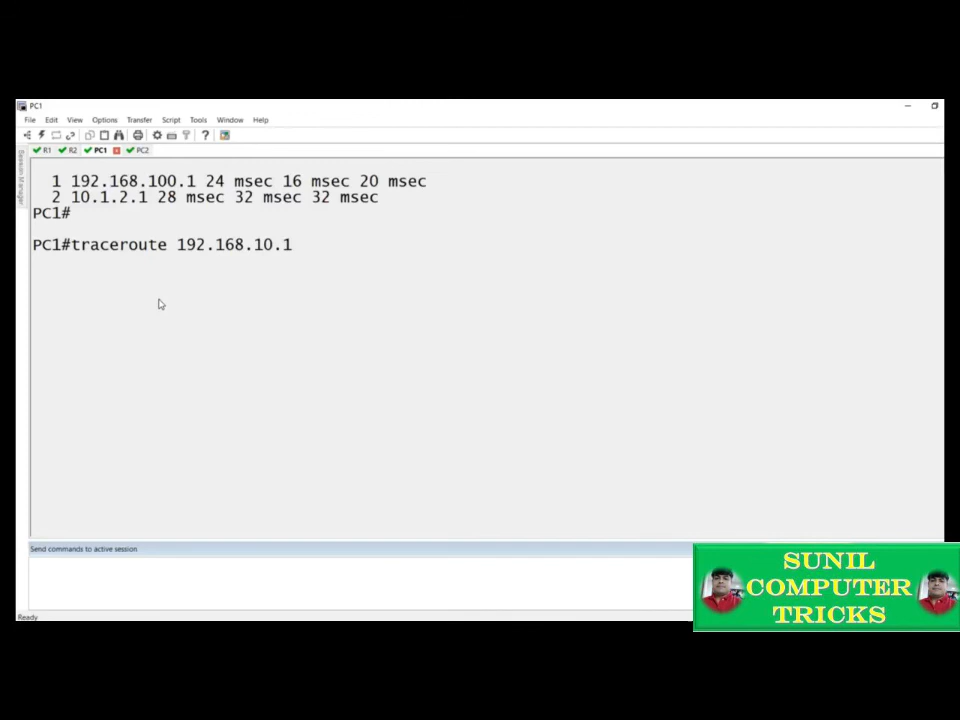 PC1
File Edit View Options Transfer Script Tools Window Help
R1 R2 PC1 PC2
Session Manager
1 192.168.100.1 24 msec 16 msec 20 msec
2 10.1.2.1 28 msec 32 msec 32 msec
PC1#
PC1#traceroute 192.168.10.1
Send commands to active session
Ready
SUNIL
COMPUTER
TRICKS